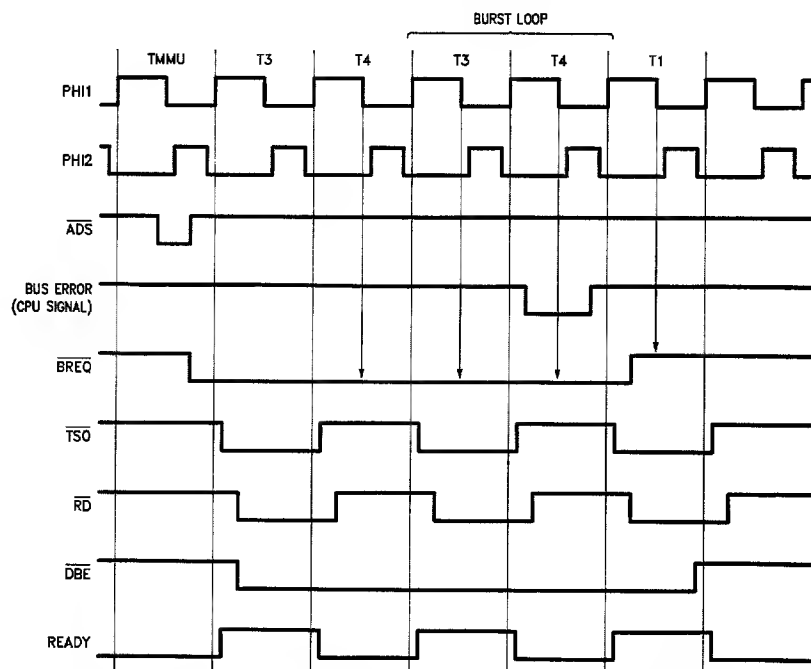 BURST LOOP
TMMU T3 T4 T3 T4 T1
PHI1
PHI2
ADS
BUS ERROR
(CPU SIGNAL)
BREQ
TSO
RD
DBE
READY